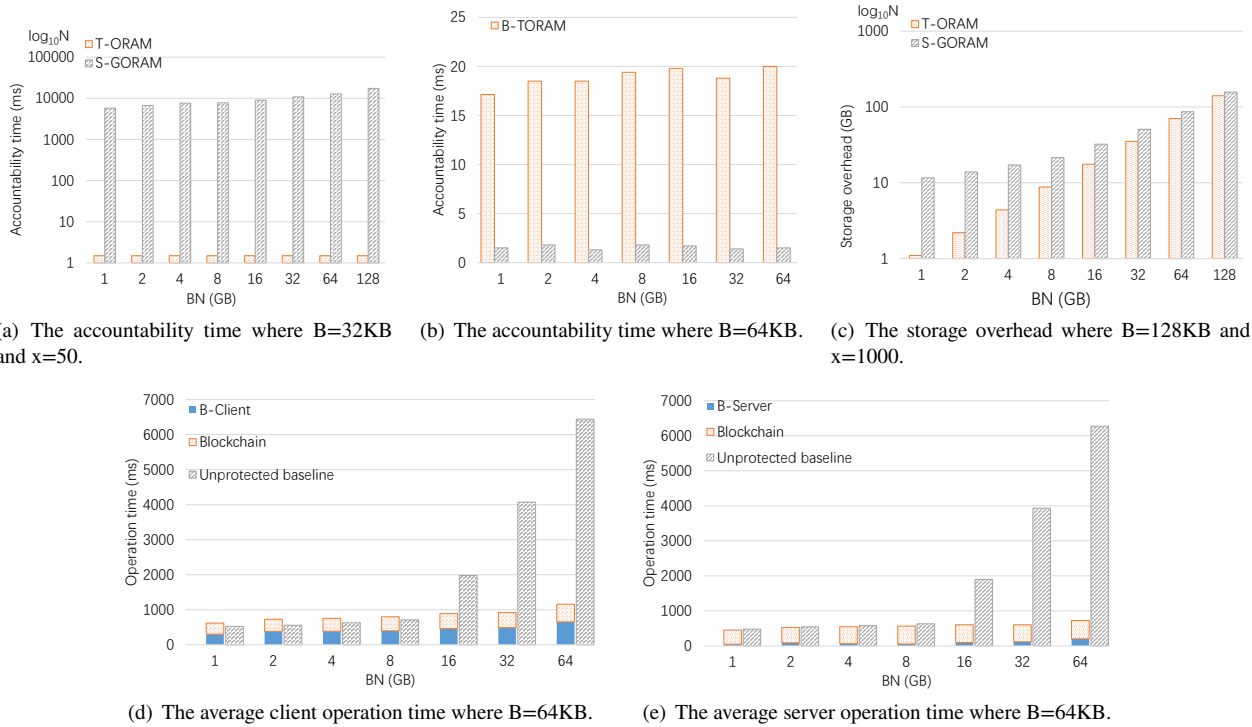 log10N
T-ORAM
S-GORAM
100000
10000
1000
100
10
1
Accountability time (ms)
1 2 4 8 16 32 64 128
BN (GB)
(a) The accountability time where B=32KB
and x=50.
B-TORAM
25
20
15
10
5
0
Accountability time (ms)
1 2 4 8 16 32 64
BN (GB)
(b) The accountability time where B=64KB.
log10N
T-ORAM
S-GORAM
1000
100
10
1
Storage overhead (GB)
1 2 4 8 16 32 64 128
BN (GB)
(c) The storage overhead where B=128KB and
x=1000.
B-Client
Blockchain
Unprotected baseline
7000
6000
5000
4000
3000
2000
1000
0
Operation time (ms)
1 2 4 8 16 32 64
BN (GB)
(d) The average client operation time where B=64KB.
B-Server
Blockchain
Unprotected baseline
7000
6000
5000
4000
3000
2000
1000
0
Operation time (ms)
1 2 4 8 16 32 64
BN (GB)
(e) The average server operation time where B=64KB.